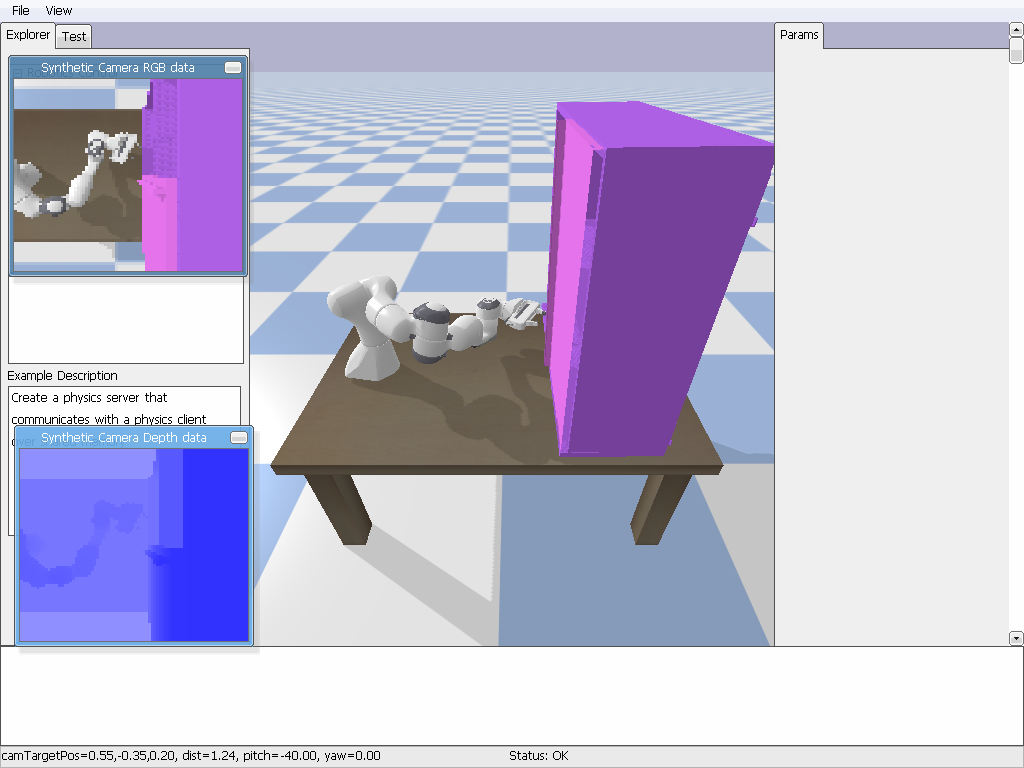 File View
Explorer Test
Params
Synthetic Camera RGB data
Example Description
Create a physics server that
communicates with a physics client
over
Synthetic Camera Depth data
camTargetPos=0.55,-0.35,0.20, dist=1.24, pitch=-40.00, yaw=0.00
Status: OK